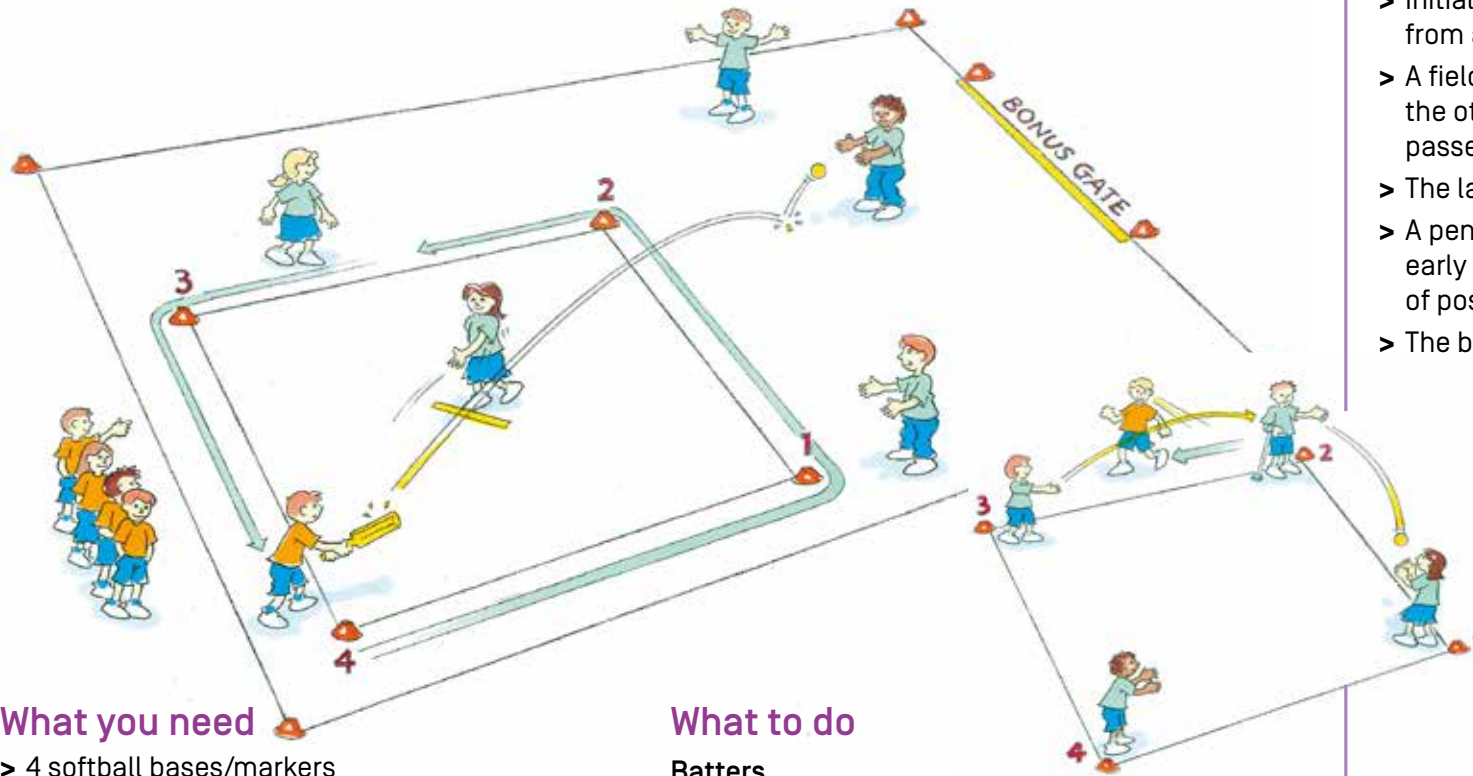 BONUS GATE
2
3
1
4
2
3
4
What you need
> 4 softball bases/markers
What to do
Batters
> Initial
from
> A field
the ot
passe
> The la
> A pen
early
of pos
> The b